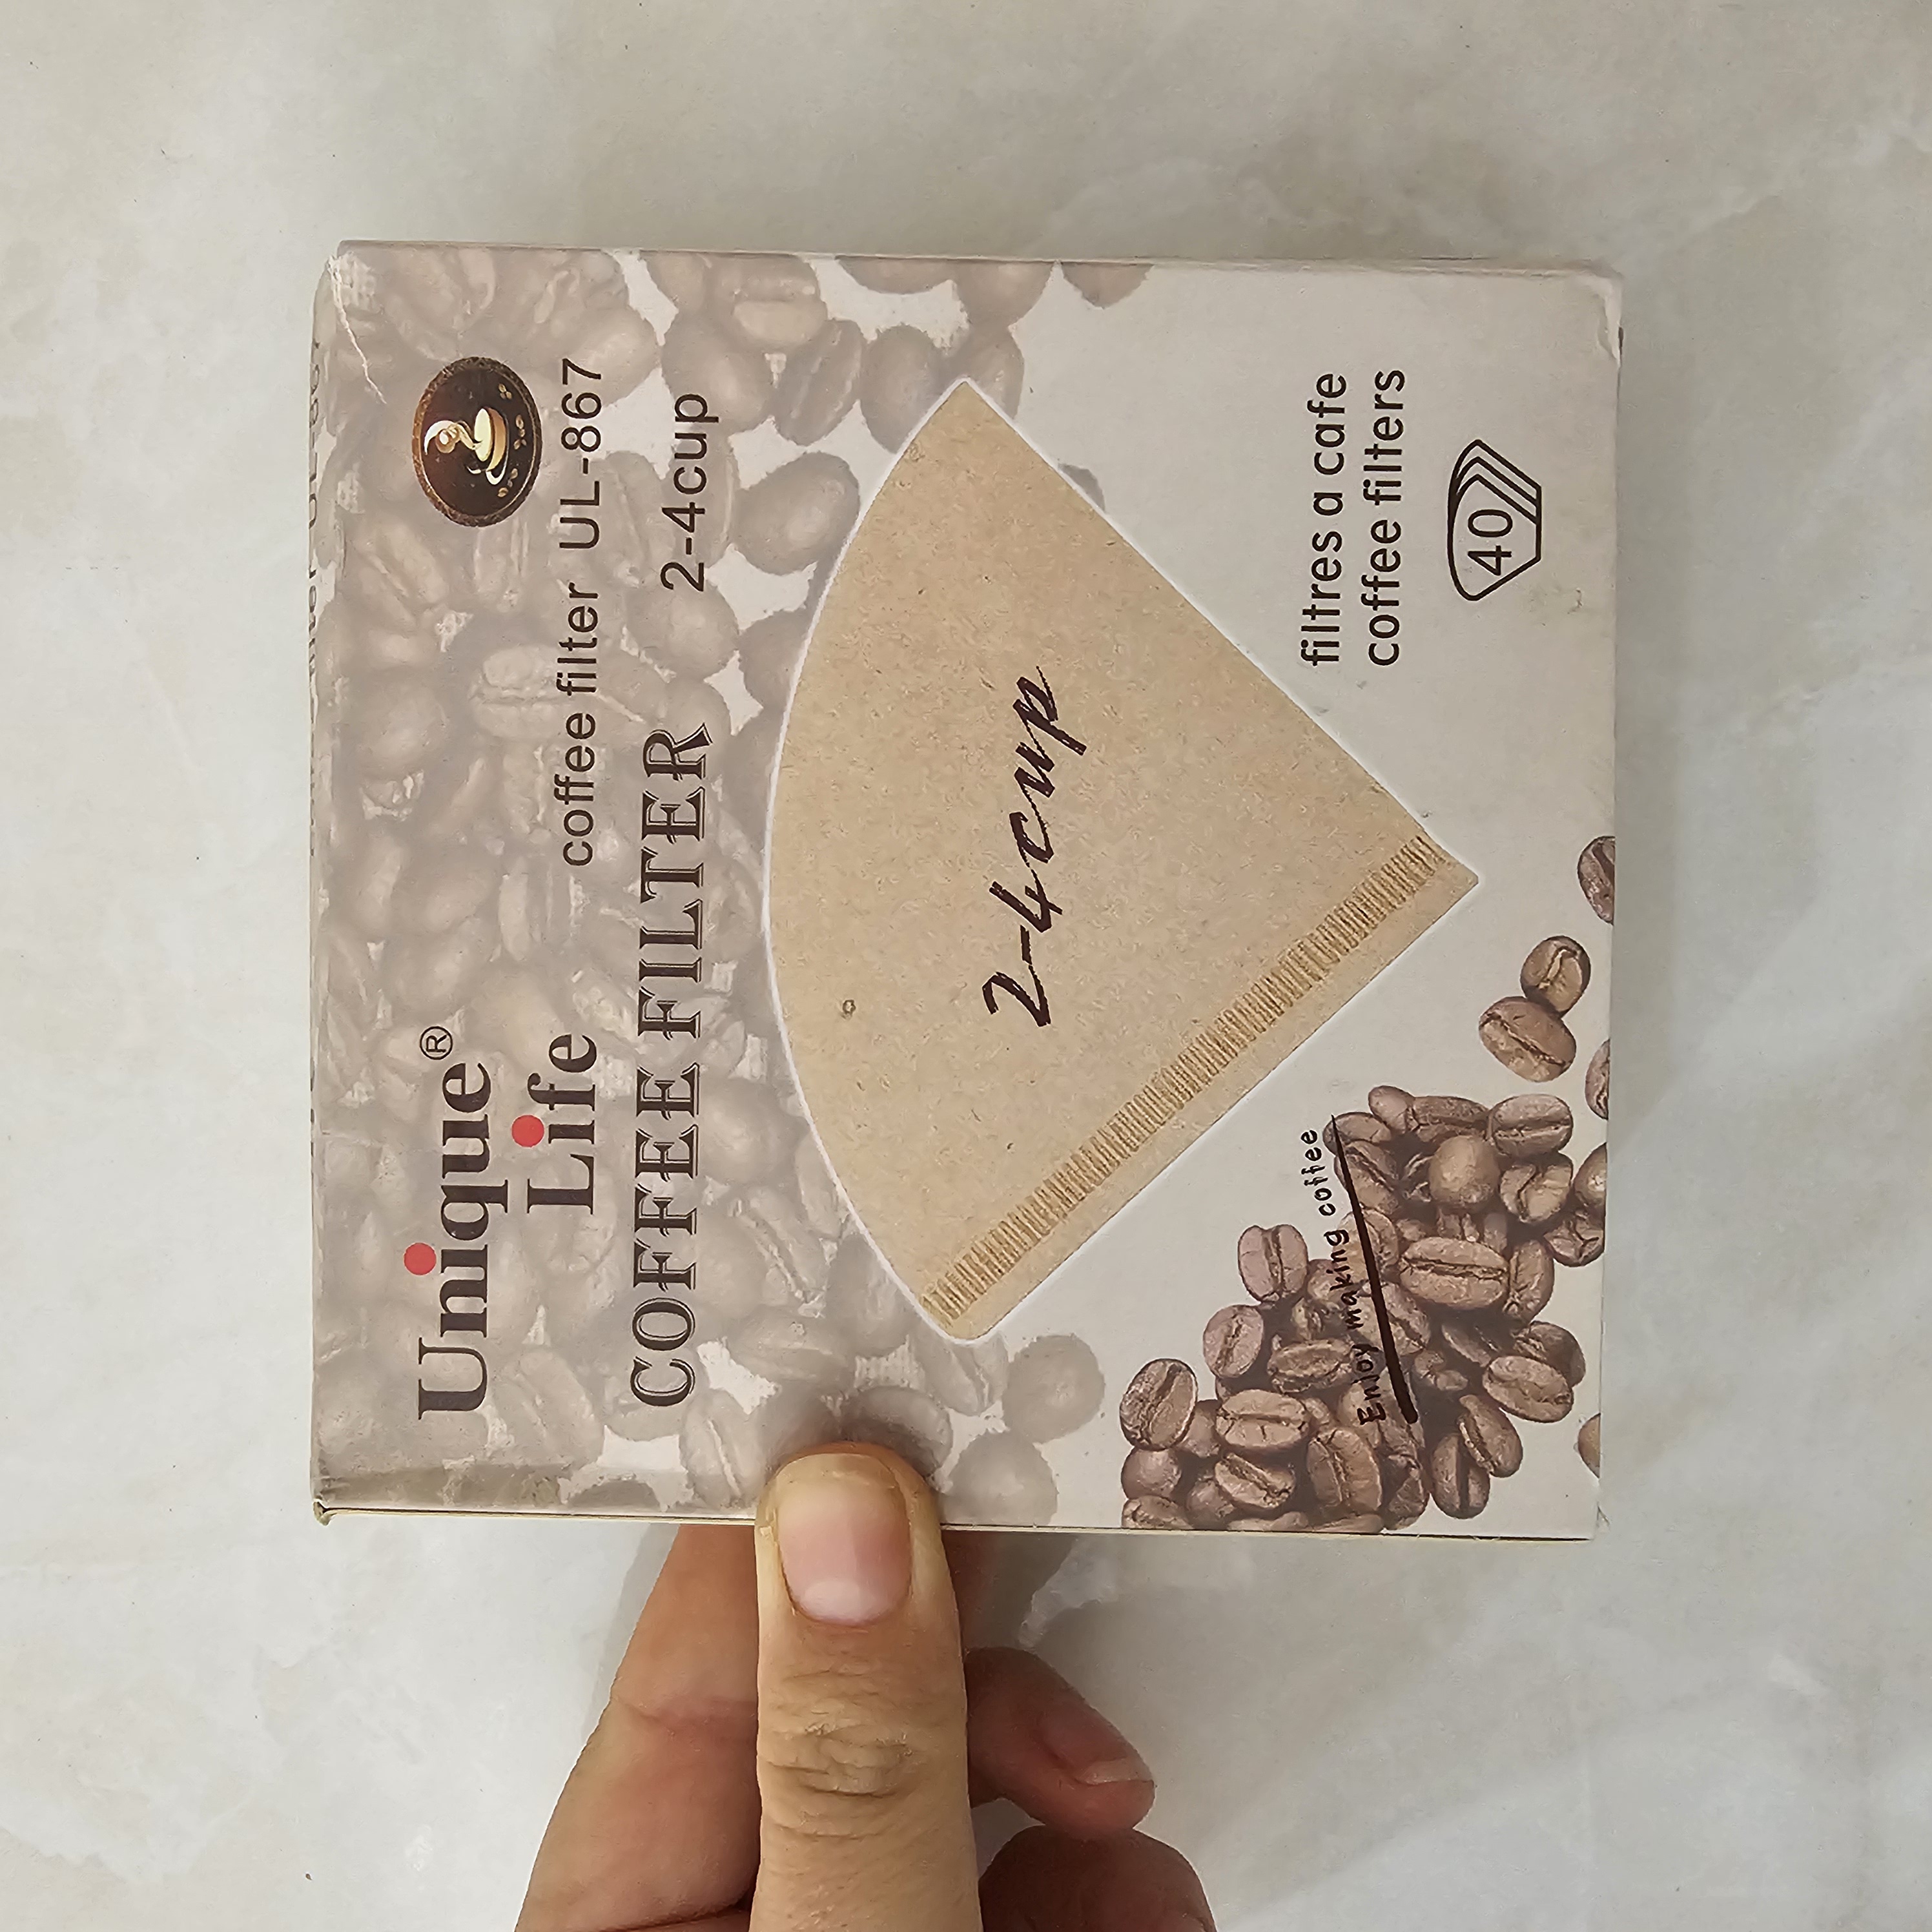 Unique®
Life
coffee filter UL-867
COFFEE FILTER
2-4cup
2-4cup
Enjoy making coffee
filtres a cafe
coffee filters
40